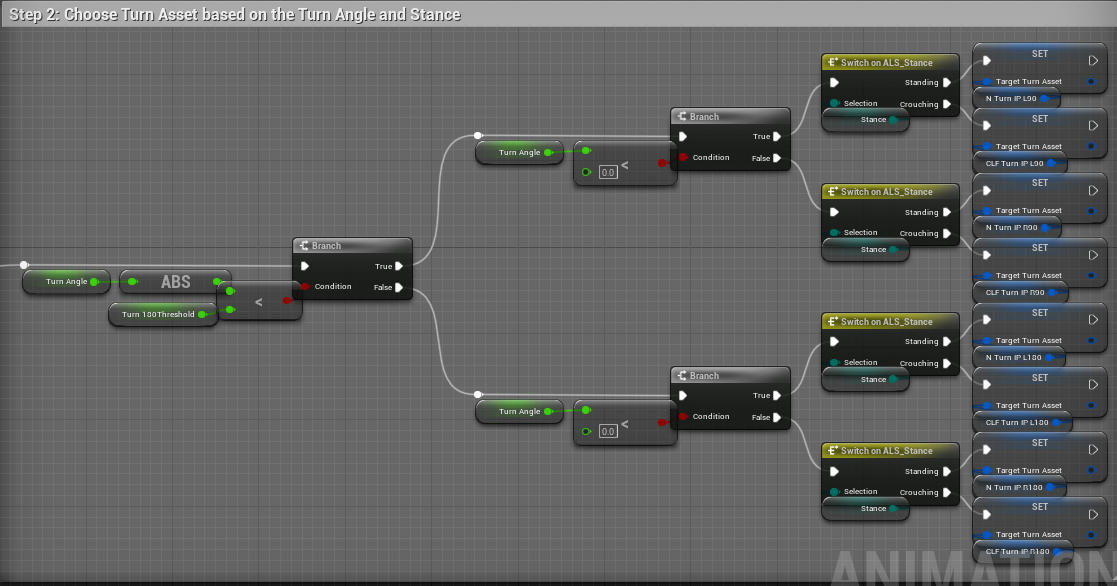 Step 2: Choose Turn Asset based on the Turn Angle and Stance
Turn Angle
ABS
Turn 180Threshold
<
Branch
Condition
True
False
Turn Angle
0.0
<
Branch
True
Condition
False
Switch on ALS_Stance
Standing
Selection
Crouching
Stance
SET
Target Turn Asset
N Turn IP L90
SET
Target Turn Asset
CLF Turn IP L90
Switch on ALS_Stance
Standing
Selection
Crouching
Stance
SET
Target Turn Asset
N Turn IP R90
SET
Target Turn Asset
CLF Turn IP R90
Turn Angle
0.0
<
Branch
True
Condition
False
Switch on ALS_Stance
Standing
Selection
Crouching
Stance
SET
Target Turn Asset
N Turn IP L180
SET
Target Turn Asset
CLF Turn IP L180
Switch on ALS_Stance
Standing
Selection
Crouching
Stance
SET
Target Turn Asset
N Turn IP R180
SET
Target Turn Asset
CLF Turn IP R180
ANIMATION